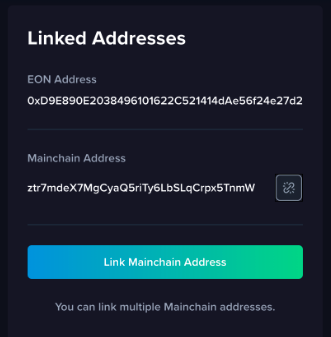 Linked Addresses
EON Address
0xD9E890E2038496101622C521414dAe56f24e27d2
Mainchain Address
ztr7mdeX7MgCyaQ5riTy6LbSLqCrpx5TnmW
Link Mainchain Address
You can link multiple Mainchain addresses.